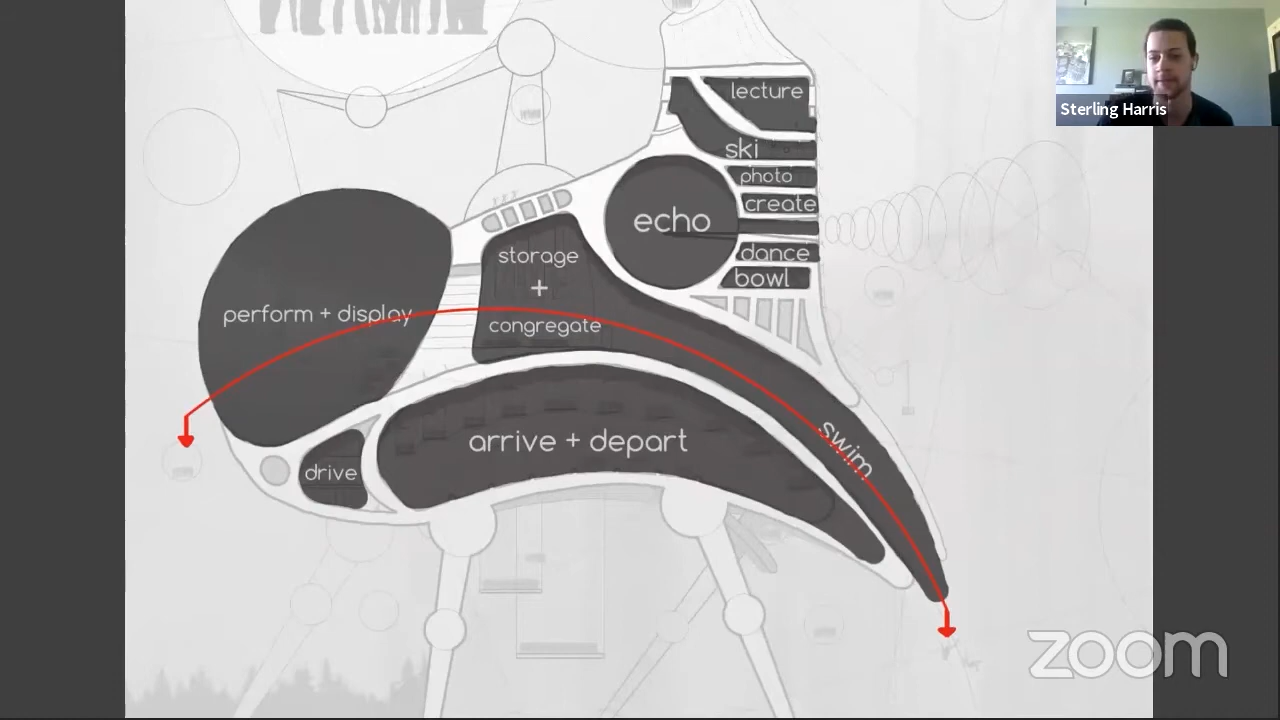 lecture
Sterling Harris
ski
photo
create
echo
dance
bowl
storage
+
congregate
perform + display
arrive + depart
swim
drive
zoom